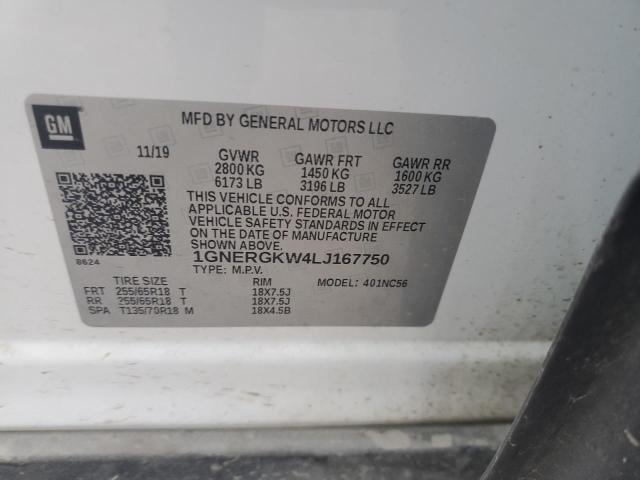 GM
MFD BY GENERAL MOTORS LLC
11/19 GVWR GAWR FRT GAWR RR
2800 KG 1450 KG 1600 KG
6173 LB 3196 LB 3527 LB
THIS VEHICLE CONFORMS TO ALL
APPLICABLE U.S. FEDERAL MOTOR
VEHICLE SAFETY STANDARDS IN EFFECT
ON THE DATE OF MANUFACTURE
SHOWN ABOVE.
8624
1GNERGKW4LJ167750
TYPE: M.P.V. MODEL: 401NC56
TIRE SIZE RIM
FRT 255/65R18 T 18X7.5J
RR 255/65R18 T 18X7.5J
SPA T135/70R18 M 18X4.5B